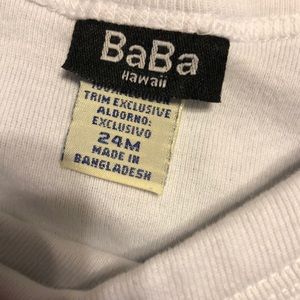 BaBa
Hawaii
TRIM EXCLUSIVE
ALDORNO:
EXCLUSIVO
24M
MADE IN
BANGLADESH